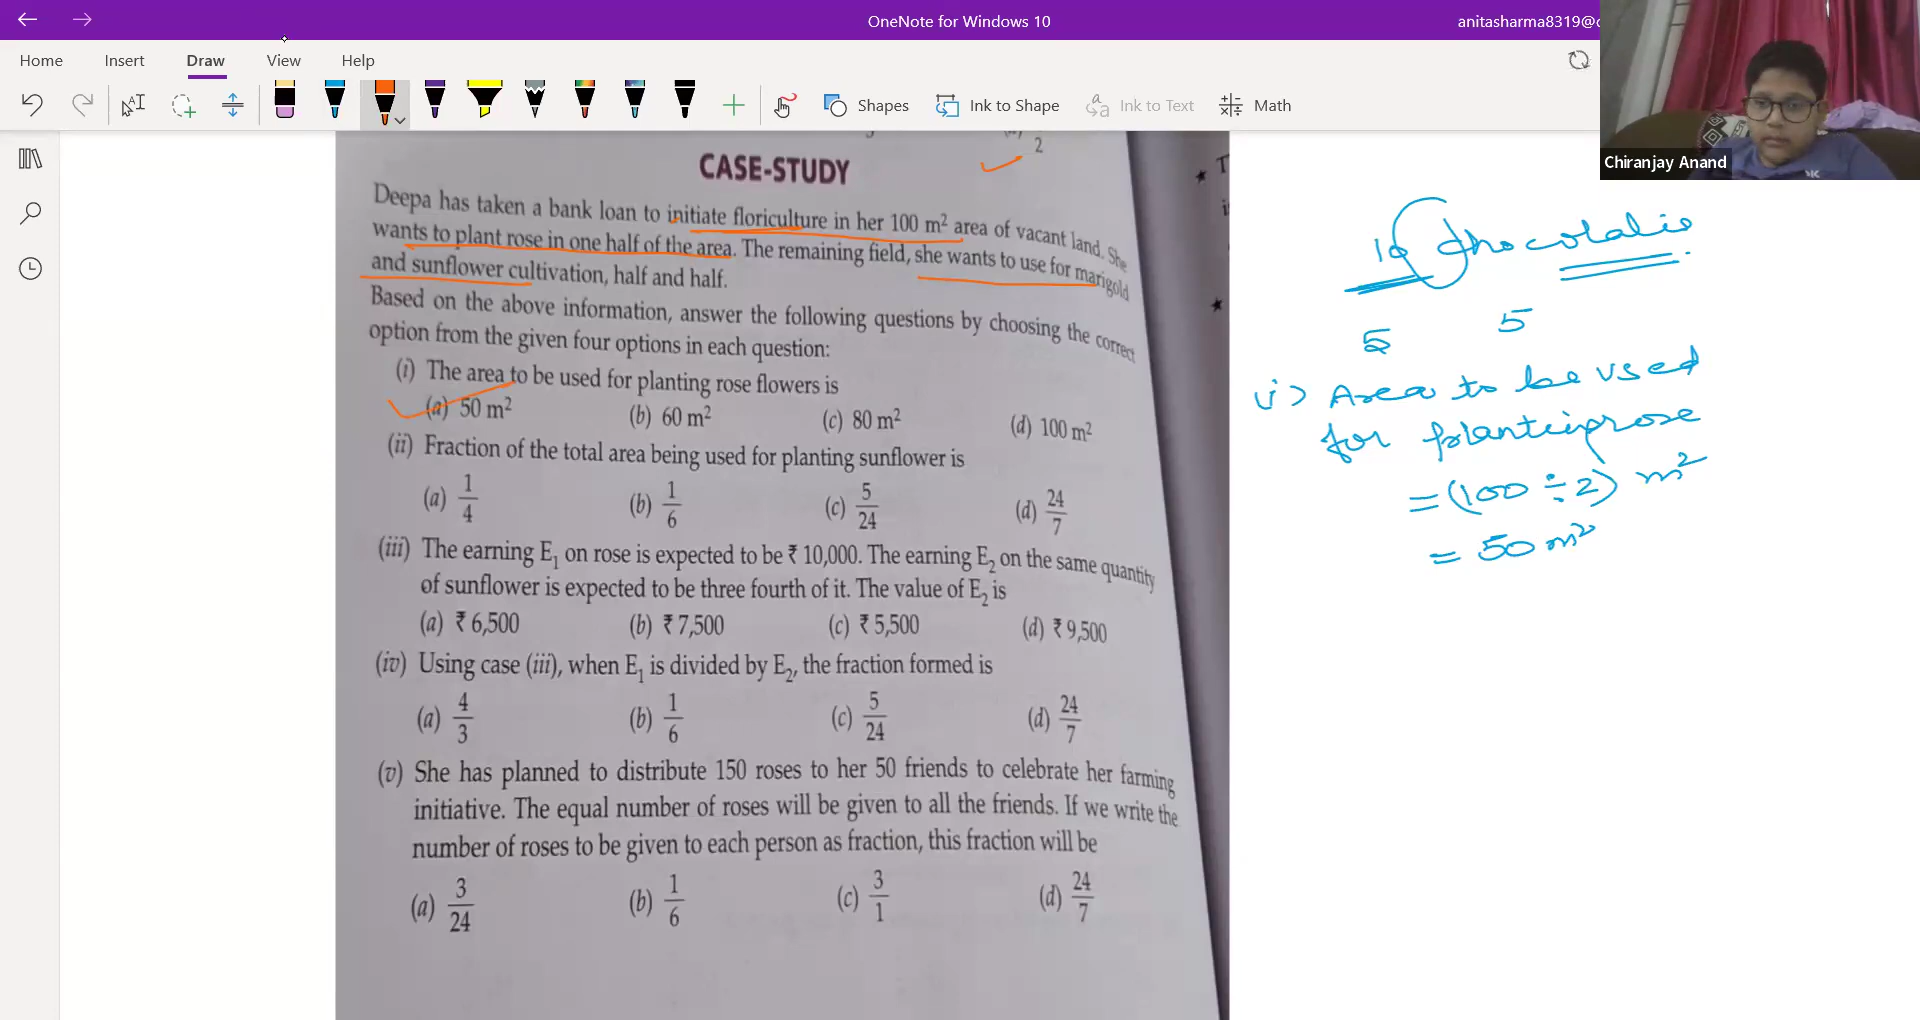 OneNote for Windows 10
anitasharma8319@
Home Insert Draw View Help
Shapes Ink to Shape Ink to Text Math
Chiranjay Anand
2
CASE-STUDY
Deepa has taken a bank loan to initiate floriculture in her 100 m² area of vacant land. She
wants to plant rose in one half of the area. The remaining field, she wants to use for marigold
and sunflower cultivation, half and half.
Based on the above information, answer the following questions by choosing the correct
option from the given four options in each question:
(i) The area to be used for planting rose flowers is
(a) 50 m² (b) 60 m² (c) 80 m² (d) 100 m²
(ii) Fraction of the total area being used for planting sunflower is
(a) 1/4 (b) 1/6 (c) 5/24 (d) 24/7
(iii) The earning E₁ on rose is expected to be ₹ 10,000. The earning E₂ on the same quantity
of sunflower is expected to be three fourth of it. The value of E₂ is
(a) ₹ 6,500 (b) ₹ 7,500 (c) ₹ 5,500 (d) ₹ 9,500
(iv) Using case (iii), when E₁ is divided by E₂, the fraction formed is
(a) 4/3 (b) 1/6 (c) 5/24 (d) 24/7
(v) She has planned to distribute 150 roses to her 50 friends to celebrate her farming
initiative. The equal number of roses will be given to all the friends. If we write the
number of roses to be given to each person as fraction, this fraction will be
(a) 3/24 (b) 1/6 (c) 3/1 (d) 24/7
10
5 5
i) Area to be used
for planting rose
= (100 ÷ 2) m²
= 50 m²